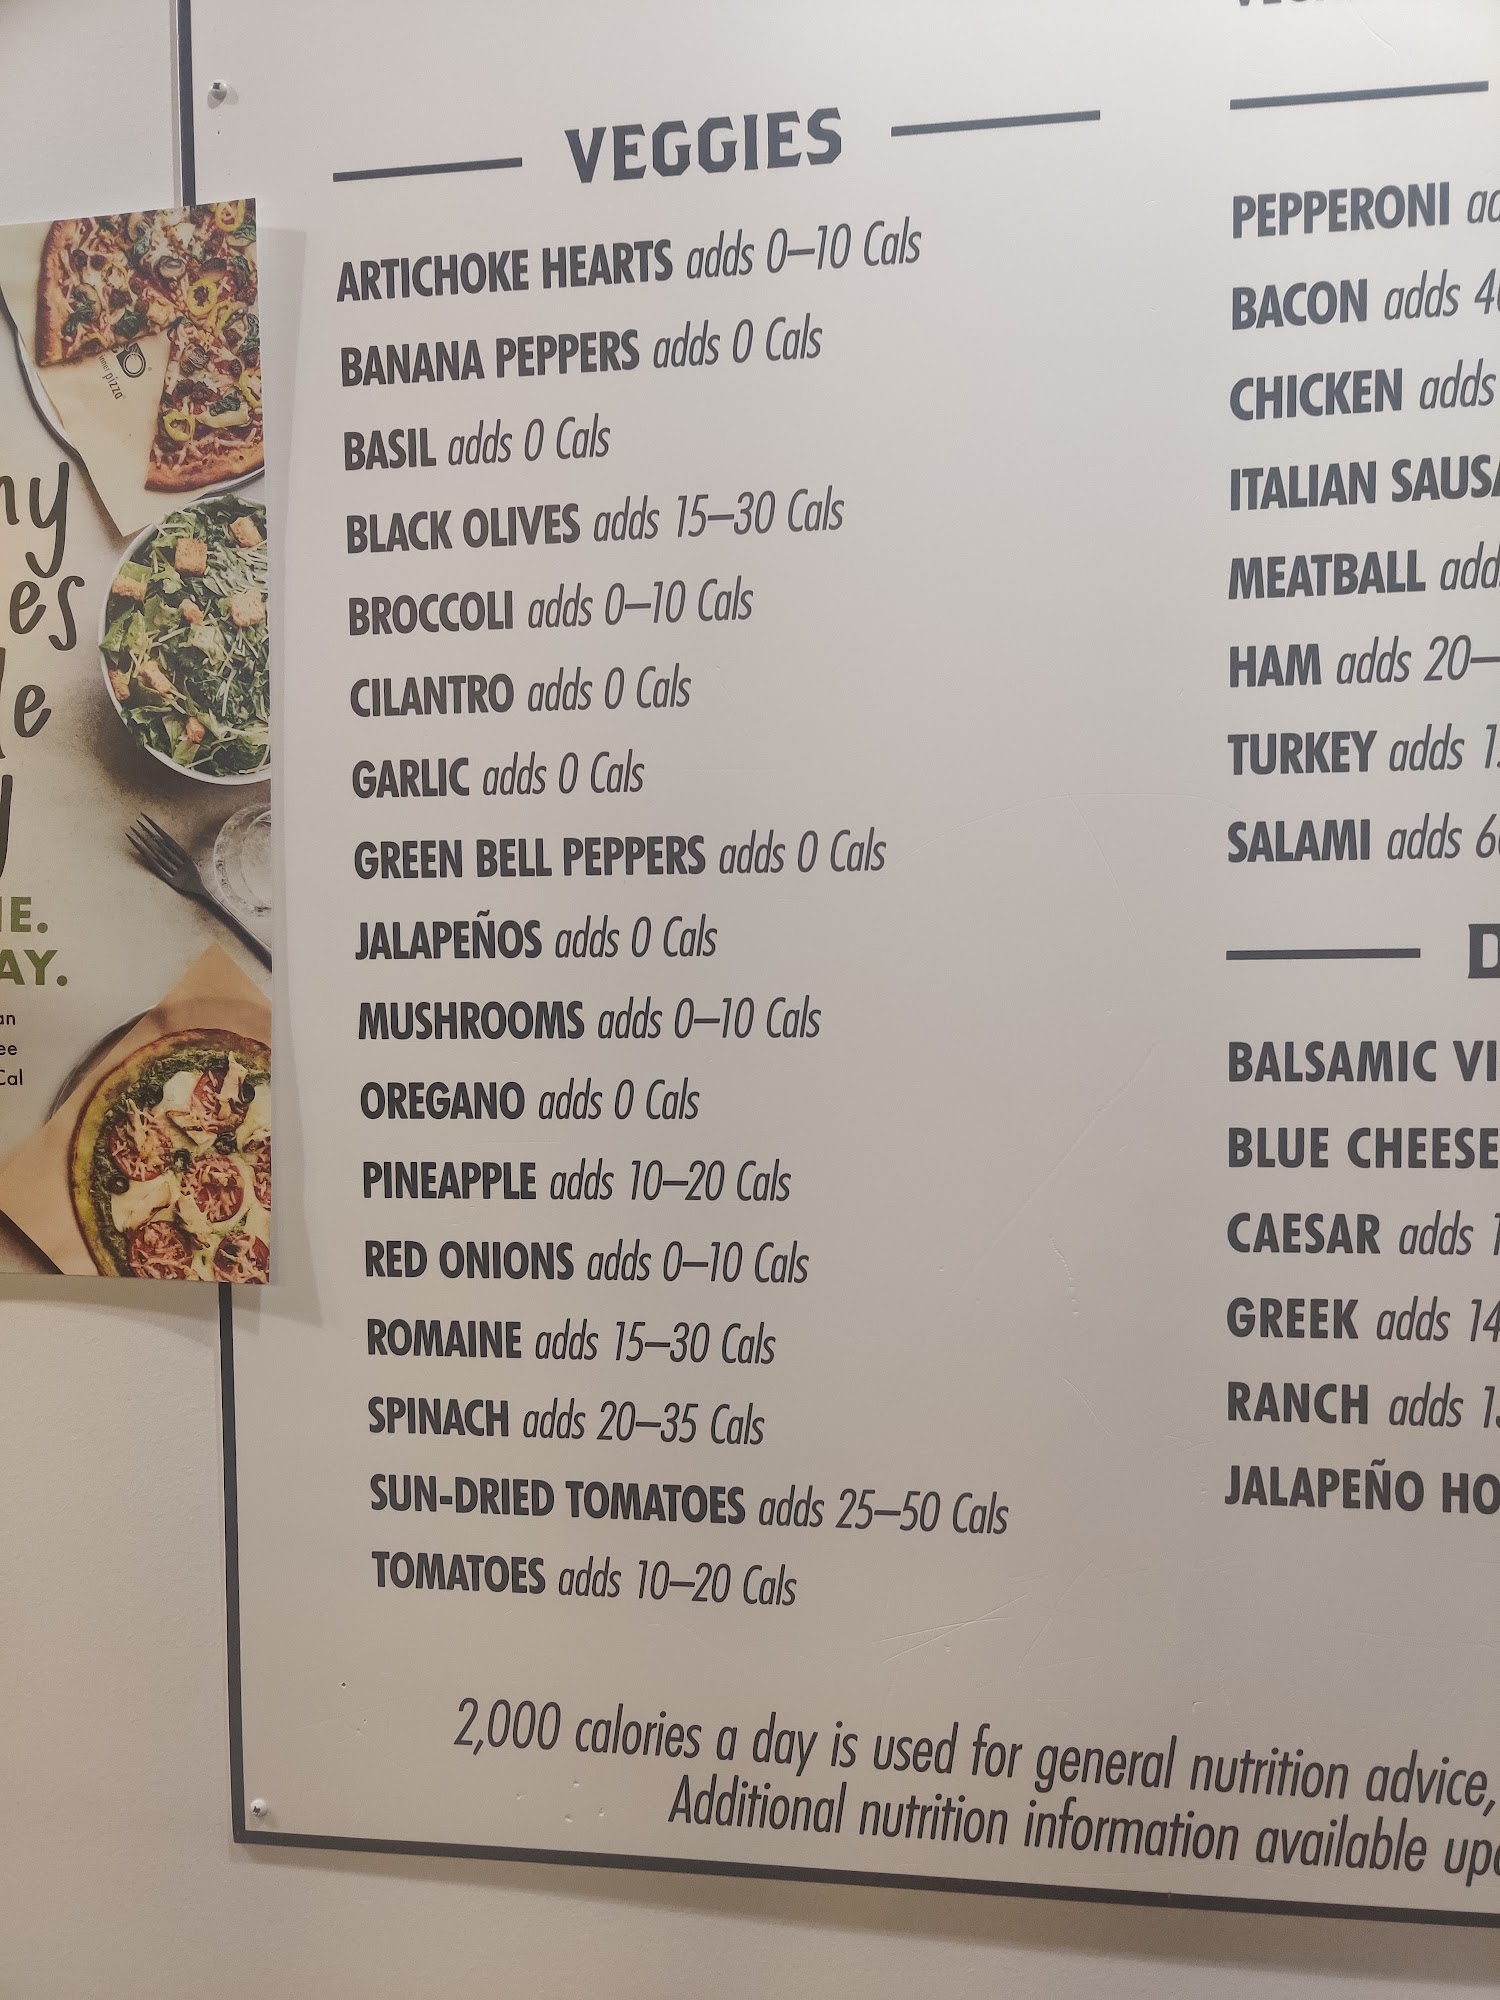 VEGGIES
ARTICHOKE HEARTS adds 0–10 Cals
BANANA PEPPERS adds 0 Cals
BASIL adds 0 Cals
BLACK OLIVES adds 15–30 Cals
BROCCOLI adds 0–10 Cals
CILANTRO adds 0 Cals
GARLIC adds 0 Cals
GREEN BELL PEPPERS adds 0 Cals
JALAPEÑOS adds 0 Cals
MUSHROOMS adds 0–10 Cals
OREGANO adds 0 Cals
PINEAPPLE adds 10–20 Cals
RED ONIONS adds 0–10 Cals
ROMAINE adds 15–30 Cals
SPINACH adds 20–35 Cals
SUN-DRIED TOMATOES adds 25–50 Cals
TOMATOES adds 10–20 Cals
PEPPERONI
BACON adds
CHICKEN adds
ITALIAN
MEATBALL
HAM adds 20–
TURKEY adds
SALAMI adds
BALSAMIC
BLUE CHEESE
CAESAR adds
GREEK adds
RANCH adds
JALAPEÑO
2,000 calories a day is used for general nutrition advice,
Additional nutrition information available
pizza
Cal